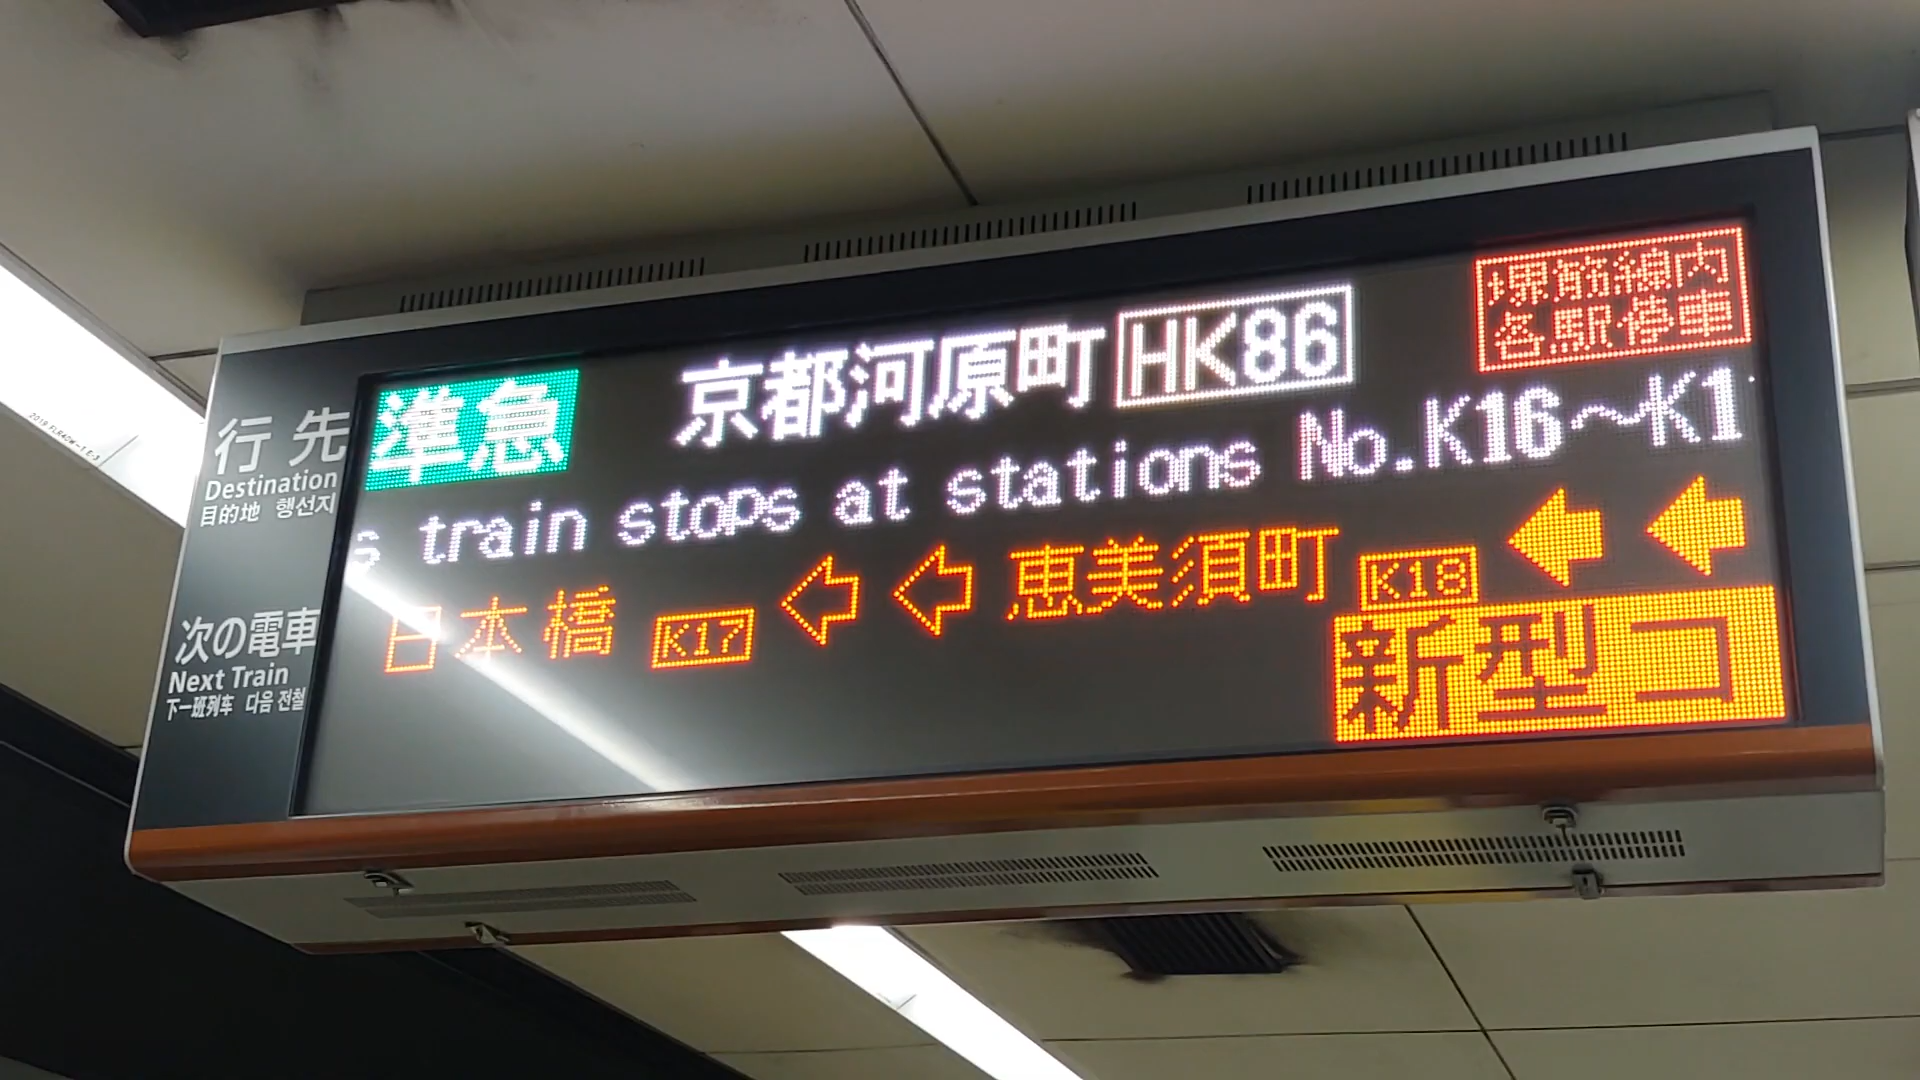 準急 京都河原町 HK86 堺筋線内
各駅停車
行先
Destination
目的地 행선지
s train stops at stations No.K16～K1
日本橋 K17 ⇦ ⇦ 恵美須町 K18 ⬅ ⬅
次の電車
Next Train
下一班列车 다음 전철
新型コ